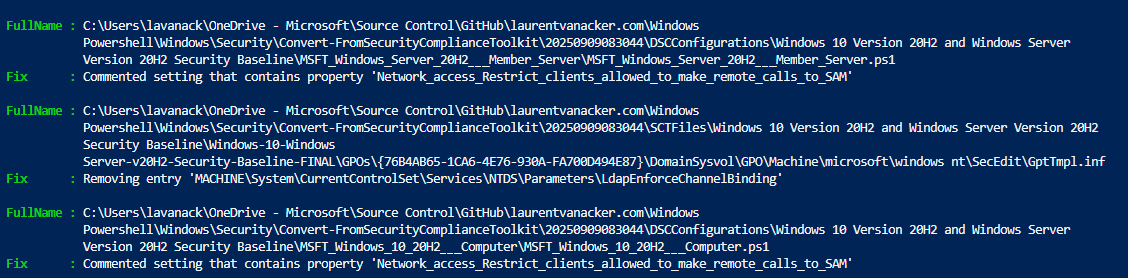 FullName : C:\Users\lavanack\OneDrive - Microsoft\Source Control\GitHub\laurentvanacker.com\Windows
Powershell\Windows\Security\Convert-FromSecurityComplianceToolkit\20250909083044\DSCConfigurations\Windows 10 Version 20H2 and Windows Server
Version 20H2 Security Baseline\MSFT_Windows_Server_20H2___Member_Server\MSFT_Windows_Server_20H2___Member_Server.ps1
Fix : Commented setting that contains property 'Network_access_Restrict_clients_allowed_to_make_remote_calls_to_SAM'
FullName : C:\Users\lavanack\OneDrive - Microsoft\Source Control\GitHub\laurentvanacker.com\Windows
Powershell\Windows\Security\Convert-FromSecurityComplianceToolkit\20250909083044\SCTFiles\Windows 10 Version 20H2 and Windows Server Version 20H2
Security Baseline\Windows-10-Windows
Server-v20H2-Security-Baseline-FINAL\GPOs\{76B4AB65-1CA6-4E76-930A-FA700D494E87}\DomainSysvol\GPO\Machine\microsoft\windows nt\SecEdit\GptTmpl.inf
Fix : Removing entry 'MACHINE\System\CurrentControlSet\Services\NTDS\Parameters\LdapEnforceChannelBinding'
FullName : C:\Users\lavanack\OneDrive - Microsoft\Source Control\GitHub\laurentvanacker.com\Windows
Powershell\Windows\Security\Convert-FromSecurityComplianceToolkit\20250909083044\DSCConfigurations\Windows 10 Version 20H2 and Windows Server
Version 20H2 Security Baseline\MSFT_Windows_10_20H2___Computer\MSFT_Windows_10_20H2___Computer.ps1
Fix : Commented setting that contains property 'Network_access_Restrict_clients_allowed_to_make_remote_calls_to_SAM'